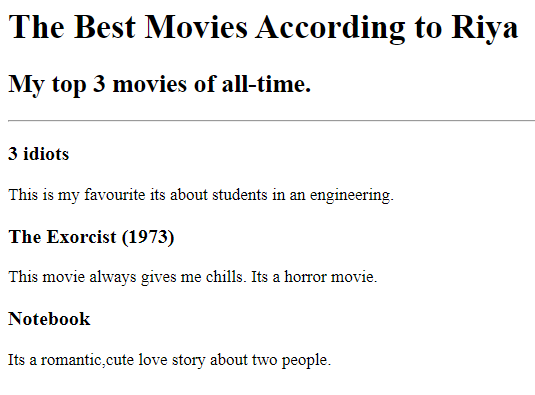 The Best Movies According to Riya
My top 3 movies of all-time.
3 idiots
This is my favourite its about students in an engineering.
The Exorcist (1973)
This movie always gives me chills. Its a horror movie.
Notebook
Its a romantic,cute love story about two people.